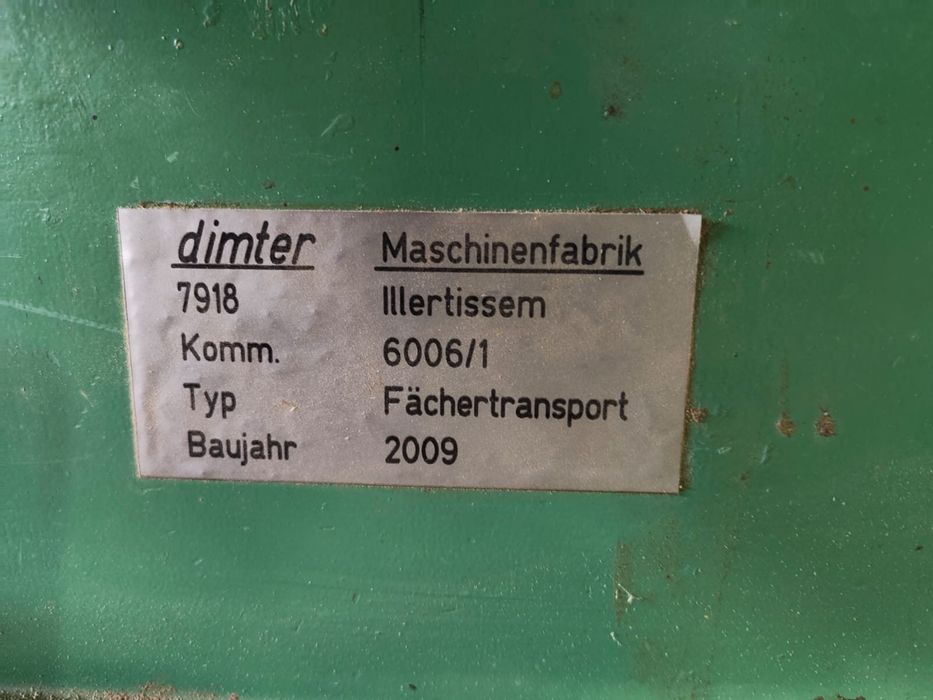 dimter Maschinenfabrik
7918 Illertissem
Komm. 6006/1
Typ Fächertransport
Baujahr 2009